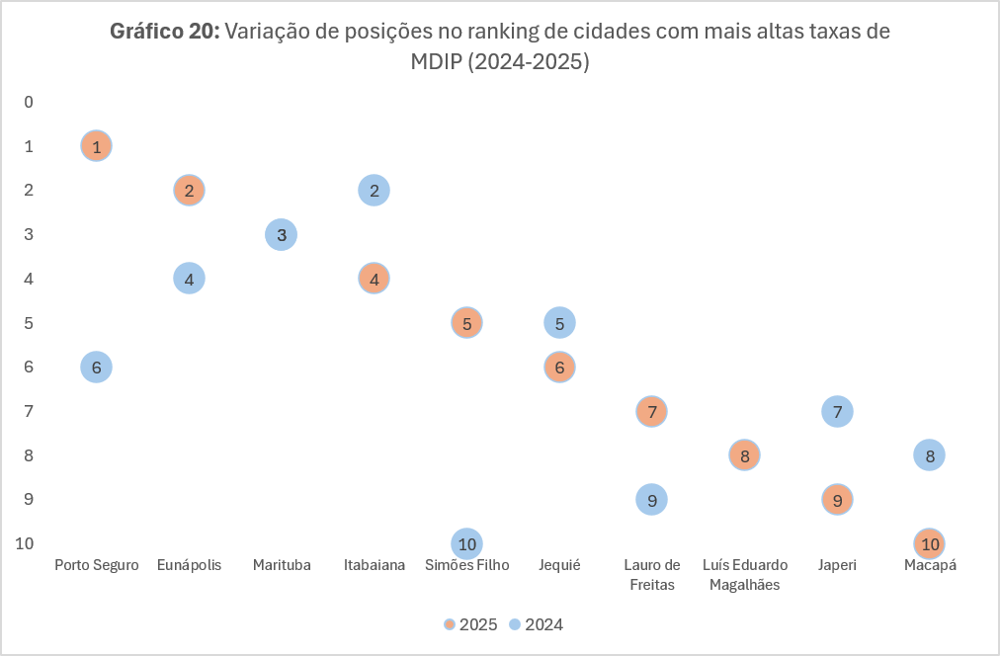 Gráfico 20: Variação de posições no ranking de cidades com mais altas taxas de
MDIP (2024-2025)
0
1 1
2 2 2
3 3
4 4 4
5 5 5
6 6 6
7 7 7
8 8 8
9 9 9
10 10 10
Porto Seguro Eunápolis Marituba Itabaiana Simões Filho Jequié Lauro de Freitas Luís Eduardo Magalhães Japeri Macapá
2025 2024